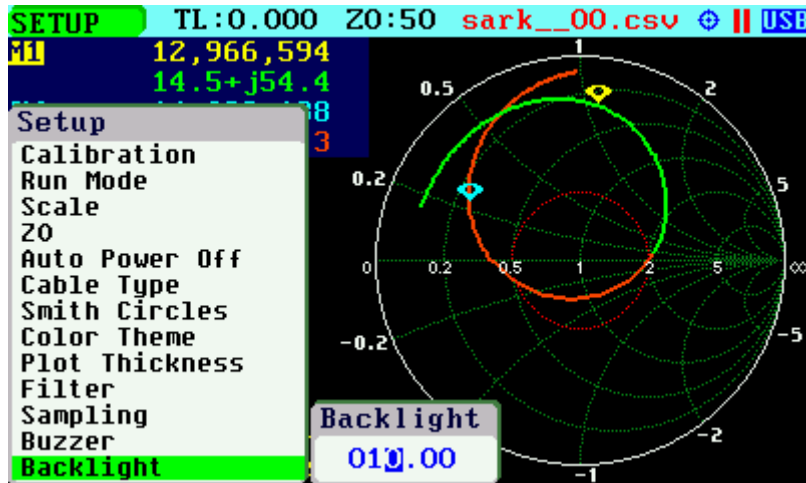 SETUP TL:0.000 Z0:50 sark__00.csv USB
M1 12,966,594
14.5+j54.4
8
3
Setup
Calibration
Run Mode
Scale
ZO
Auto Power Off
Cable Type
Smith Circles
Color Theme
Plot Thickness
Filter
Sampling
Buzzer
Backlight
Backlight
010.00
1
0.5 2
0.2 5
0 0.2 0.5 1 2 5 ∞
-0.2 -5
-2
-1